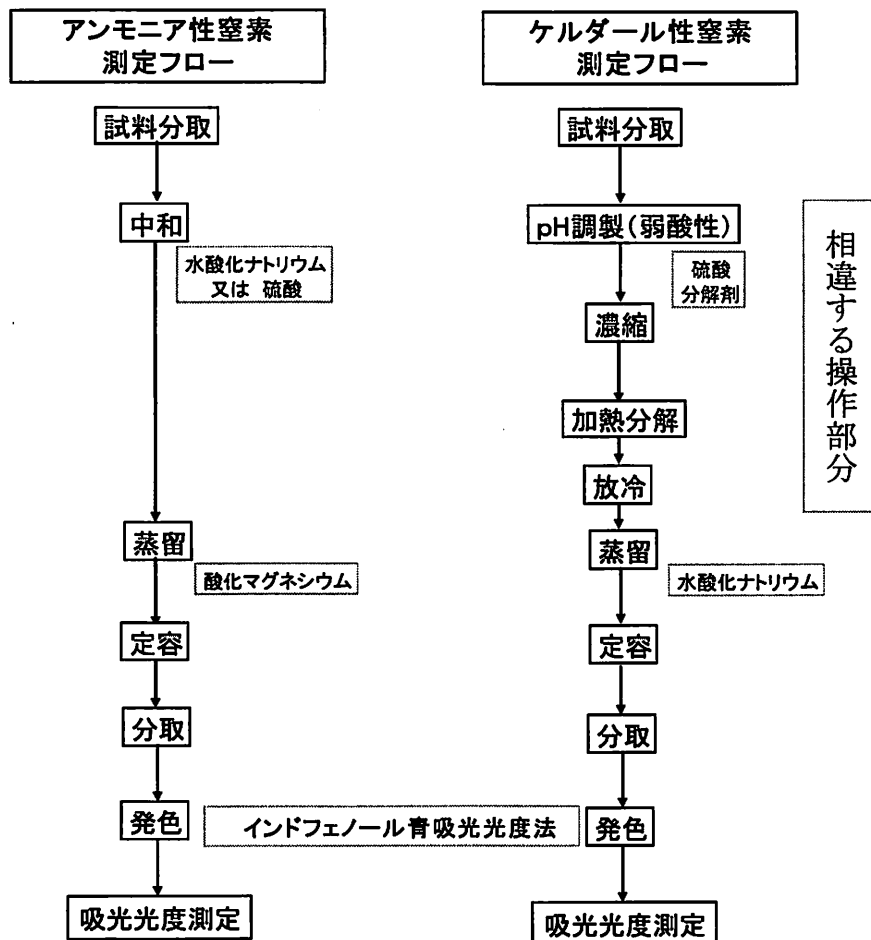 アンモニア性窒素
測定フロー
試料分取
中和
水酸化ナトリウム
又は 硫酸
蒸留
酸化マグネシウム
定容
分取
発色
吸光光度測定
ケルダール性窒素
測定フロー
試料分取
pH調製(弱酸性)
硫酸
分解剤
濃縮
加熱分解
放冷
蒸留
水酸化ナトリウム
定容
分取
発色
吸光光度測定
インドフェノール青吸光光度法
相違する操作部分